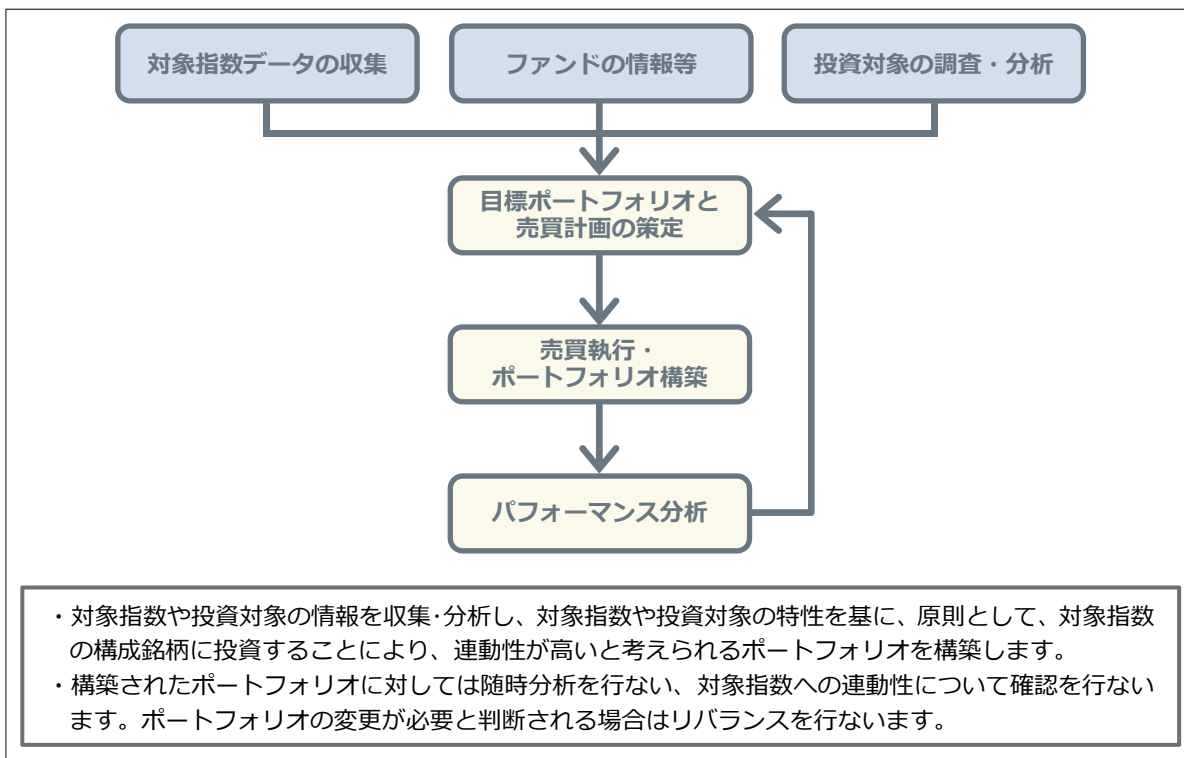 対象指数データの収集
ファンドの情報等
投資対象の調査・分析
目標ポートフォリオと
売買計画の策定
売買執行・
ポートフォリオ構築
パフォーマンス分析
・対象指数や投資対象の情報を収集･分析し、対象指数や投資対象の特性を基に、原則として、対象指数
の構成銘柄に投資することにより、連動性が高いと考えられるポートフォリオを構築します。
・構築されたポートフォリオに対しては随時分析を行ない、対象指数への連動性について確認を行ない
ます。ポートフォリオの変更が必要と判断される場合はリバランスを行ないます。